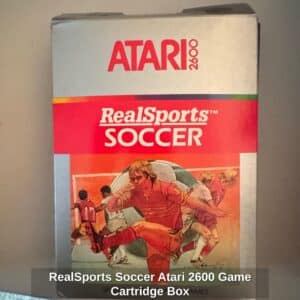 ATARI
2600
RealSports™
SOCCER
RealSports Soccer Atari 2600 Game
Cartridge Box